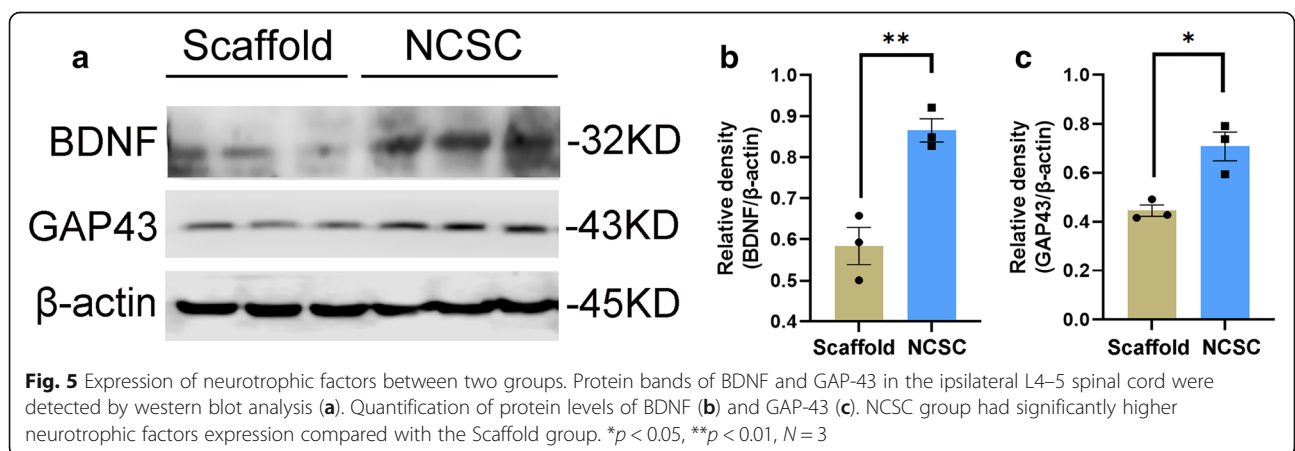 a
Scaffold NCSC
BDNF -32KD
GAP43 -43KD
β-actin -45KD
b
**
Relative density
(BDNF/β-actin)
1.0
0.9
0.8
0.7
0.6
0.5
0.4
Scaffold NCSC
c
*
Relative density
(GAP43/β-actin)
1.0
0.8
0.6
0.4
0.2
0.0
Scaffold NCSC
Fig. 5 Expression of neurotrophic factors between two groups. Protein bands of BDNF and GAP-43 in the ipsilateral L4–5 spinal cord were
detected by western blot analysis (a). Quantification of protein levels of BDNF (b) and GAP-43 (c). NCSC group had significantly higher
neurotrophic factors expression compared with the Scaffold group. *p < 0.05, **p < 0.01, N = 3